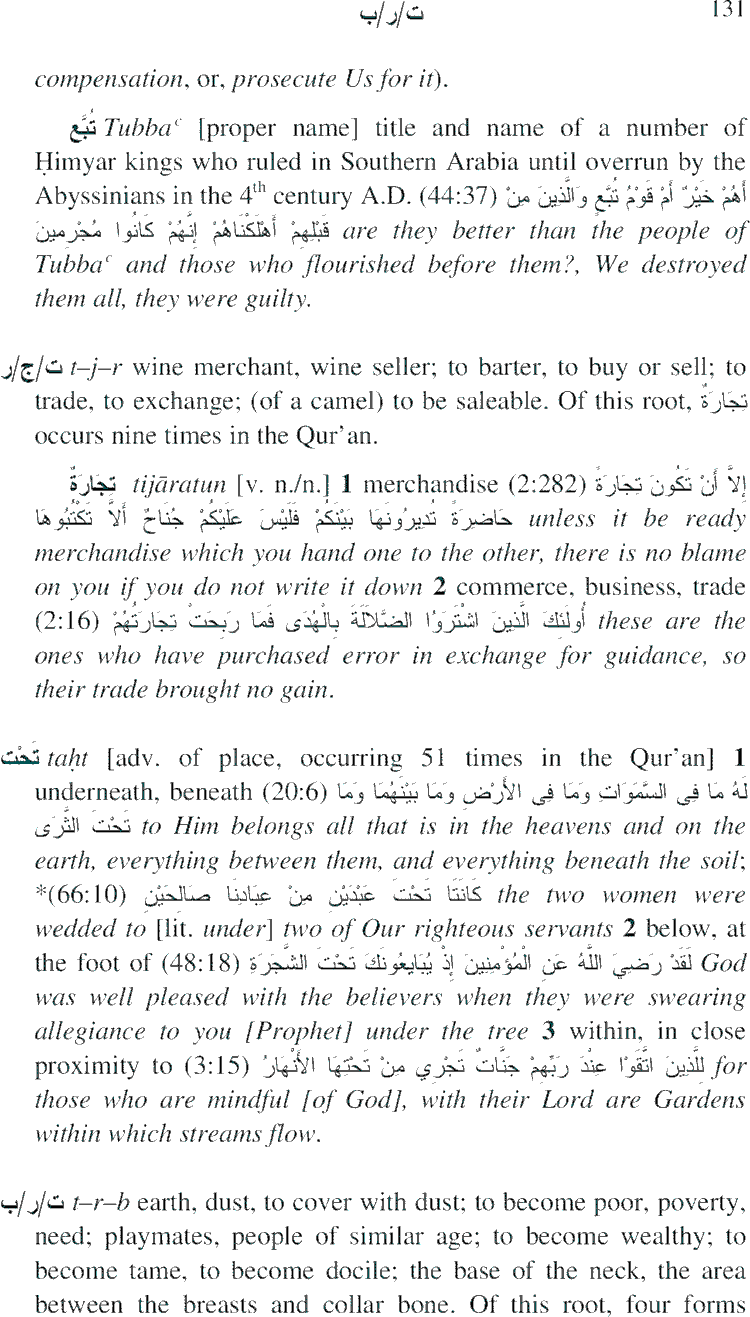 ت/ر/ب 131
compensation, or, prosecute Us for it).
تُبَّع Tubbaᶜ [proper name] title and name of a number of
Ḥimyar kings who ruled in Southern Arabia until overrun by the
Abyssinians in the 4th century A.D. (44:37) أَهُمْ خَيْرٌ أَمْ قَوْمُ تُبَّعٍ وَالَّذِينَ مِنْ
قَبْلِهِمْ أَهْلَكْنَاهُمْ إِنَّهُمْ كَانُوا مُجْرِمِينَ are they better than the people of
Tubbaᶜ and those who flourished before them?, We destroyed
them all, they were guilty.
ت/ج/ر t–j–r wine merchant, wine seller; to barter, to buy or sell; to
trade, to exchange; (of a camel) to be saleable. Of this root, تِجَارَةٌ
occurs nine times in the Qur'an.
تِجَارَةٌ tijāratun [v. n./n.] 1 merchandise (2:282) إِلاَّ أَنْ تَكُونَ تِجَارَةً
حَاضِرَةً تُدِيرُونَهَا بَيْنَكُمْ فَلَيْسَ عَلَيْكُمْ جُنَاحٌ أَلاَّ تَكْتُبُوهَا unless it be ready
merchandise which you hand one to the other, there is no blame
on you if you do not write it down 2 commerce, business, trade
(2:16) أُولَئِكَ الَّذِينَ اشْتَرَوُا الضَّلاَلَةَ بِالْهُدَى فَمَا رَبِحَتْ تِجَارَتُهُمْ these are the
ones who have purchased error in exchange for guidance, so
their trade brought no gain.
تَحْت taḥt [adv. of place, occurring 51 times in the Qur'an] 1
underneath, beneath (20:6) لَهُ مَا فِى السَّمَوَاتِ وَمَا فِى الأَرْضِ وَمَا بَيْنَهُمَا وَمَا
تَحْتَ الثَّرَى to Him belongs all that is in the heavens and on the
earth, everything between them, and everything beneath the soil;
*(66:10) كَانَتَا تَحْتَ عَبْدَيْنِ مِنْ عِبَادِنَا صَالِحَيْنِ the two women were
wedded to [lit. under] two of Our righteous servants 2 below, at
the foot of (48:18) لَقَدْ رَضِيَ اللَّهُ عَنِ الْمُؤْمِنِينَ إِذْ يُبَايِعُونَكَ تَحْتَ الشَّجَرَةِ God
was well pleased with the believers when they were swearing
allegiance to you [Prophet] under the tree 3 within, in close
proximity to (3:15) لِلَّذِينَ اتَّقَوْا عِنْدَ رَبِّهِمْ جَنَّاتٌ تَجْرِي مِنْ تَحْتِهَا الأَنْهَارُ for
those who are mindful [of God], with their Lord are Gardens
within which streams flow.
ت/ر/ب t–r–b earth, dust, to cover with dust; to become poor, poverty,
need; playmates, people of similar age; to become wealthy; to
become tame, to become docile; the base of the neck, the area
between the breasts and collar bone. Of this root, four forms